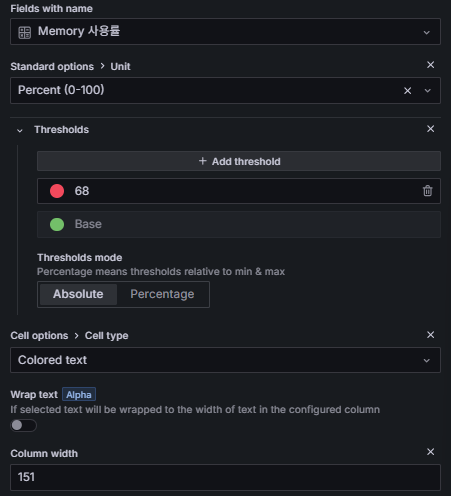 Fields with name
Memory 사용률
Standard options > Unit
Percent (0-100)
Thresholds
+ Add threshold
68
Base
Thresholds mode
Percentage means thresholds relative to min & max
Absolute Percentage
Cell options > Cell type
Colored text
Wrap text Alpha
If selected text will be wrapped to the width of text in the configured column
Column width
151